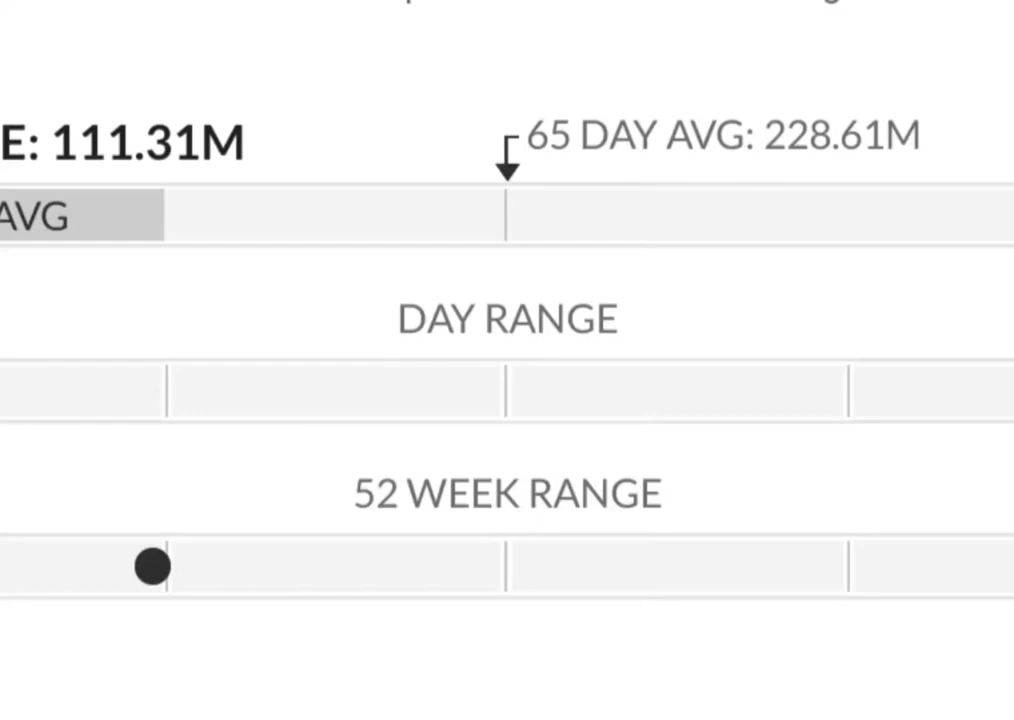 E: 111.31M
65 DAY AVG: 228.61M
AVG
DAY RANGE
52 WEEK RANGE